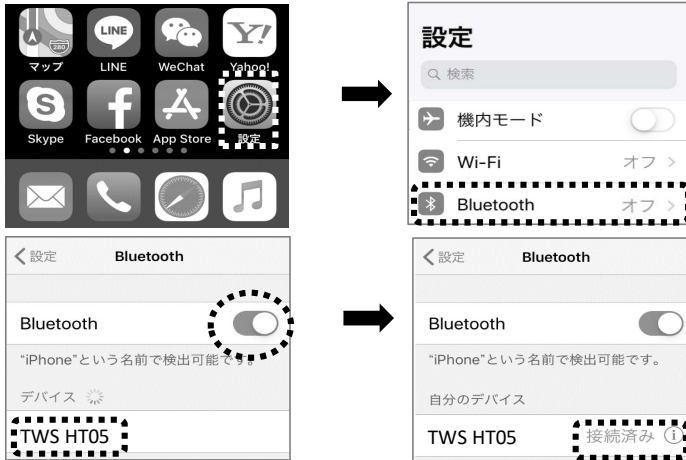 280
LINE
Y!
マップ
LINE
WeChat
Yahoo!
S
f
Skype
Facebook
App Store
設定
設定
検索
機内モード
Wi-Fi
オフ
Bluetooth
オフ
設定
Bluetooth
Bluetooth
“iPhone”という名前で検出可能です。
デバイス
TWS HT05
設定
Bluetooth
Bluetooth
“iPhone”という名前で検出可能です。
自分のデバイス
TWS HT05
接続済み